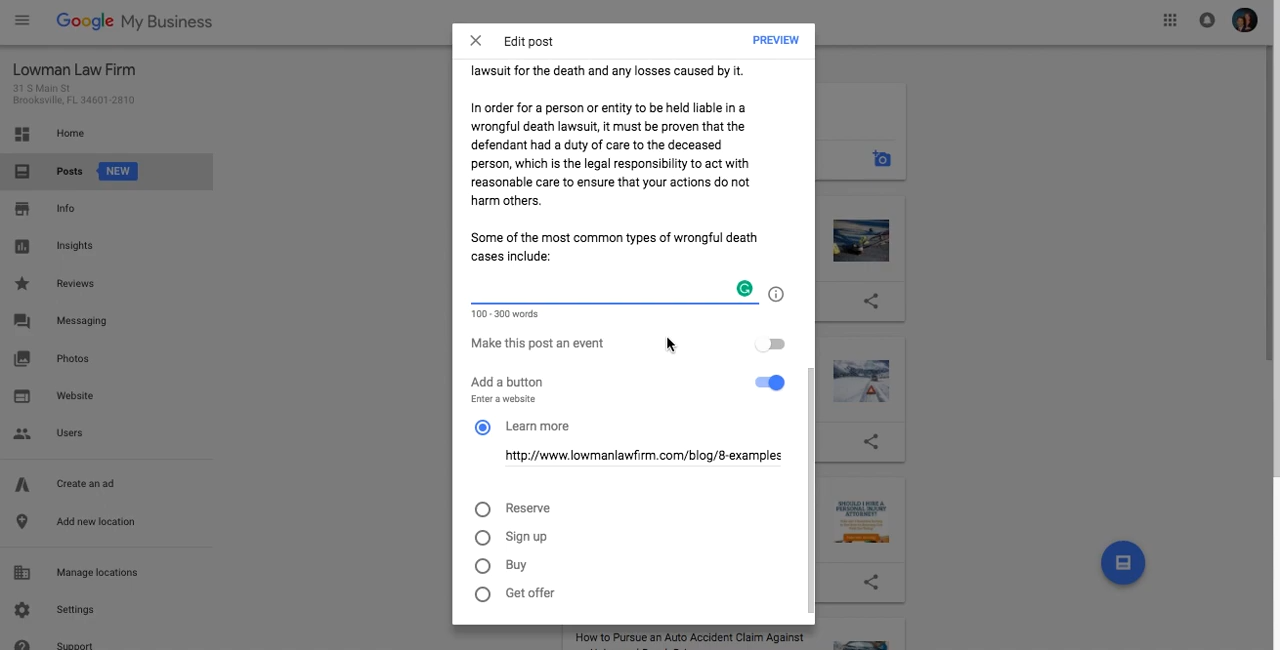 Google My Business
Lowman Law Firm
31 S Main St
Brooksville, FL 34601-2810
Home
Posts NEW
Info
Insights
Reviews
Messaging
Photos
Website
Users
Create an ad
Add new location
Manage locations
Settings
Support
Edit post
PREVIEW
lawsuit for the death and any losses caused by it.
In order for a person or entity to be held liable in a
wrongful death lawsuit, it must be proven that the
defendant had a duty of care to the deceased
person, which is the legal responsibility to act with
reasonable care to ensure that your actions do not
harm others.
Some of the most common types of wrongful death
cases include:
100 - 300 words
Make this post an event
Add a button
Enter a website
Learn more
http://www.lowmanlawfirm.com/blog/8-examples
Reserve
Sign up
Buy
Get offer
SHOULD I HIRE A
PERSONAL INJURY
ATTORNEY?
How to Pursue an Auto Accident Claim Against